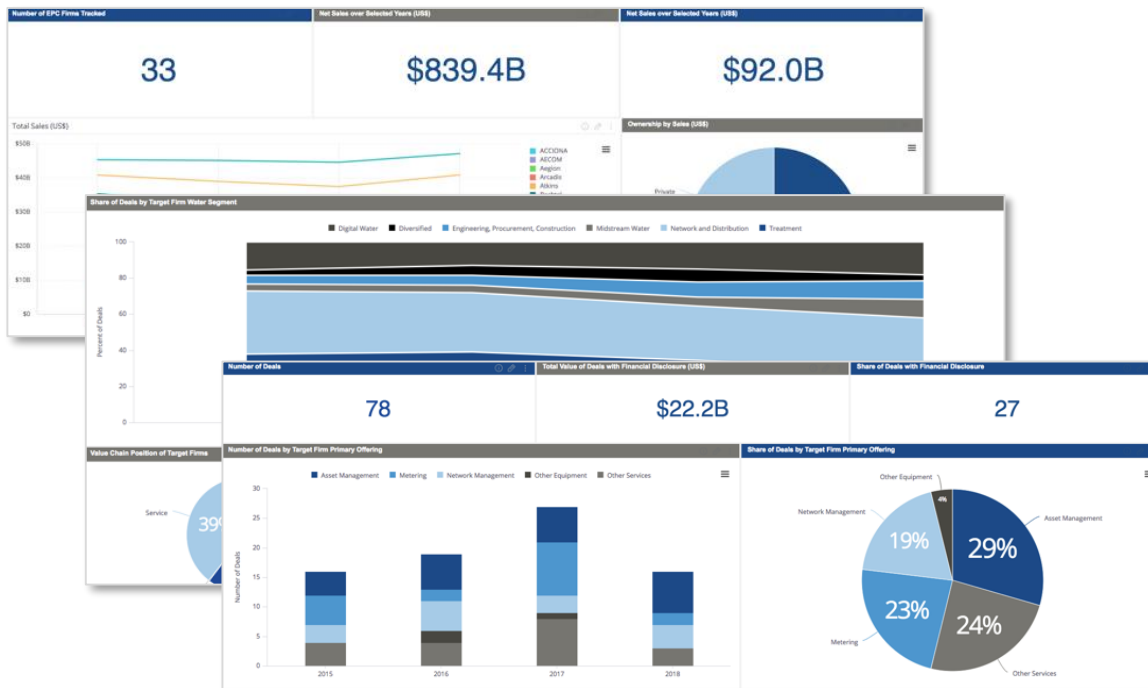 Number of EPC Firms Tracked
Net Sales over Selected Years (US$)
Net Sales over Selected Years (US$)
33
$839.4B
$92.0B
Total Sales (US$)
Ownership by Sales (US$)
$50B
$40B
$30B
$20B
$10B
$0
ACCIONA
AECOM
Aegion
Arcadis
Atkins
Private
Share of Deals by Target Firm Water Segment
Digital Water
Diversified
Engineering, Procurement, Construction
Midstream Water
Network and Distribution
Treatment
Percent of Deals
100
80
60
40
20
0
Value Chain Position of Target Firms
Service
39
Number of Deals
Total Value of Deals with Financial Disclosure (US$)
Share of Deals with Financial Disclosure
78
$22.2B
27
Number of Deals by Target Firm Primary Offering
Asset Management
Metering
Network Management
Other Equipment
Other Services
Number of Deals
30
25
20
15
10
5
0
2015
2016
2017
2018
Share of Deals by Target Firm Primary Offering
Other Equipment
4%
Network Management
19%
Asset Management
29%
23%
Metering
24%
Other Services